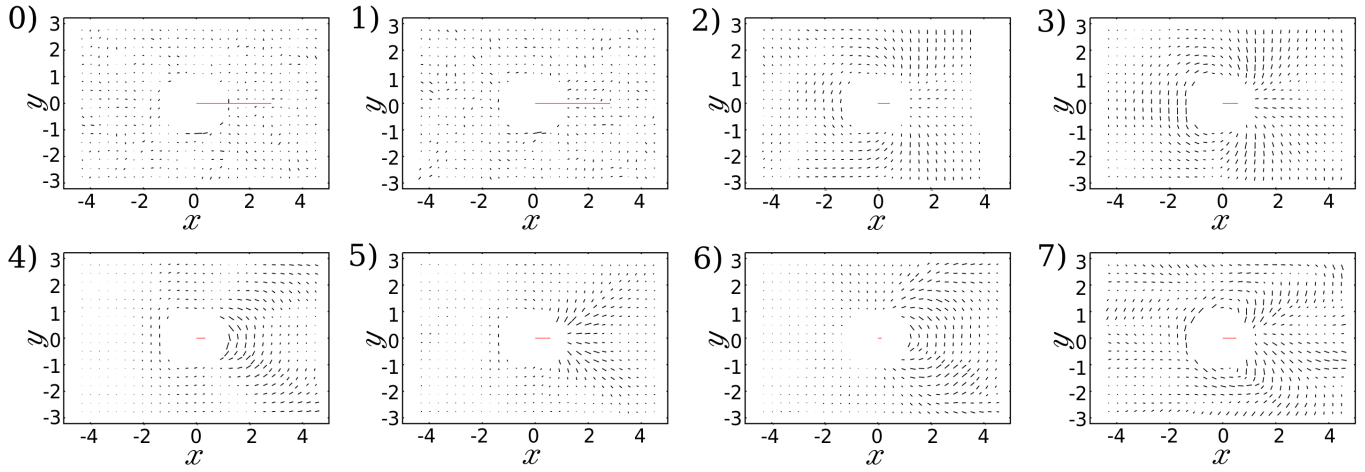 0) 3 2 1 0 -1 -2 -3 y -4 -2 0 2 4 x
1) 3 2 1 0 -1 -2 -3 y -4 -2 0 2 4 x
2) 3 2 1 0 -1 -2 -3 y -4 -2 0 2 4 x
3) 3 2 1 0 -1 -2 -3 y -4 -2 0 2 4 x
4) 3 2 1 0 -1 -2 -3 y -4 -2 0 2 4 x
5) 3 2 1 0 -1 -2 -3 y -4 -2 0 2 4 x
6) 3 2 1 0 -1 -2 -3 y -4 -2 0 2 4 x
7) 3 2 1 0 -1 -2 -3 y -4 -2 0 2 4 x